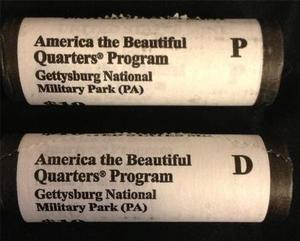 America the Beautiful
Quarters® Program
P
Gettysburg National
Military Park (PA)
$10
America the Beautiful
Quarters® Program
D
Gettysburg National
Military Park (PA)